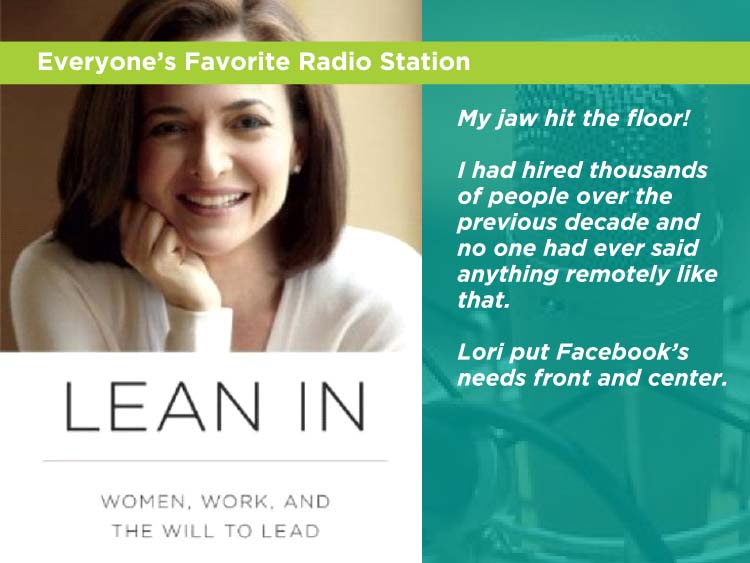 Everyone’s Favorite Radio Station
My jaw hit the floor!
I had hired thousands
of people over the
previous decade and
no one had ever said
anything remotely like
that.
Lori put Facebook’s
needs front and center.
LEAN IN
WOMEN, WORK, AND
THE WILL TO LEAD